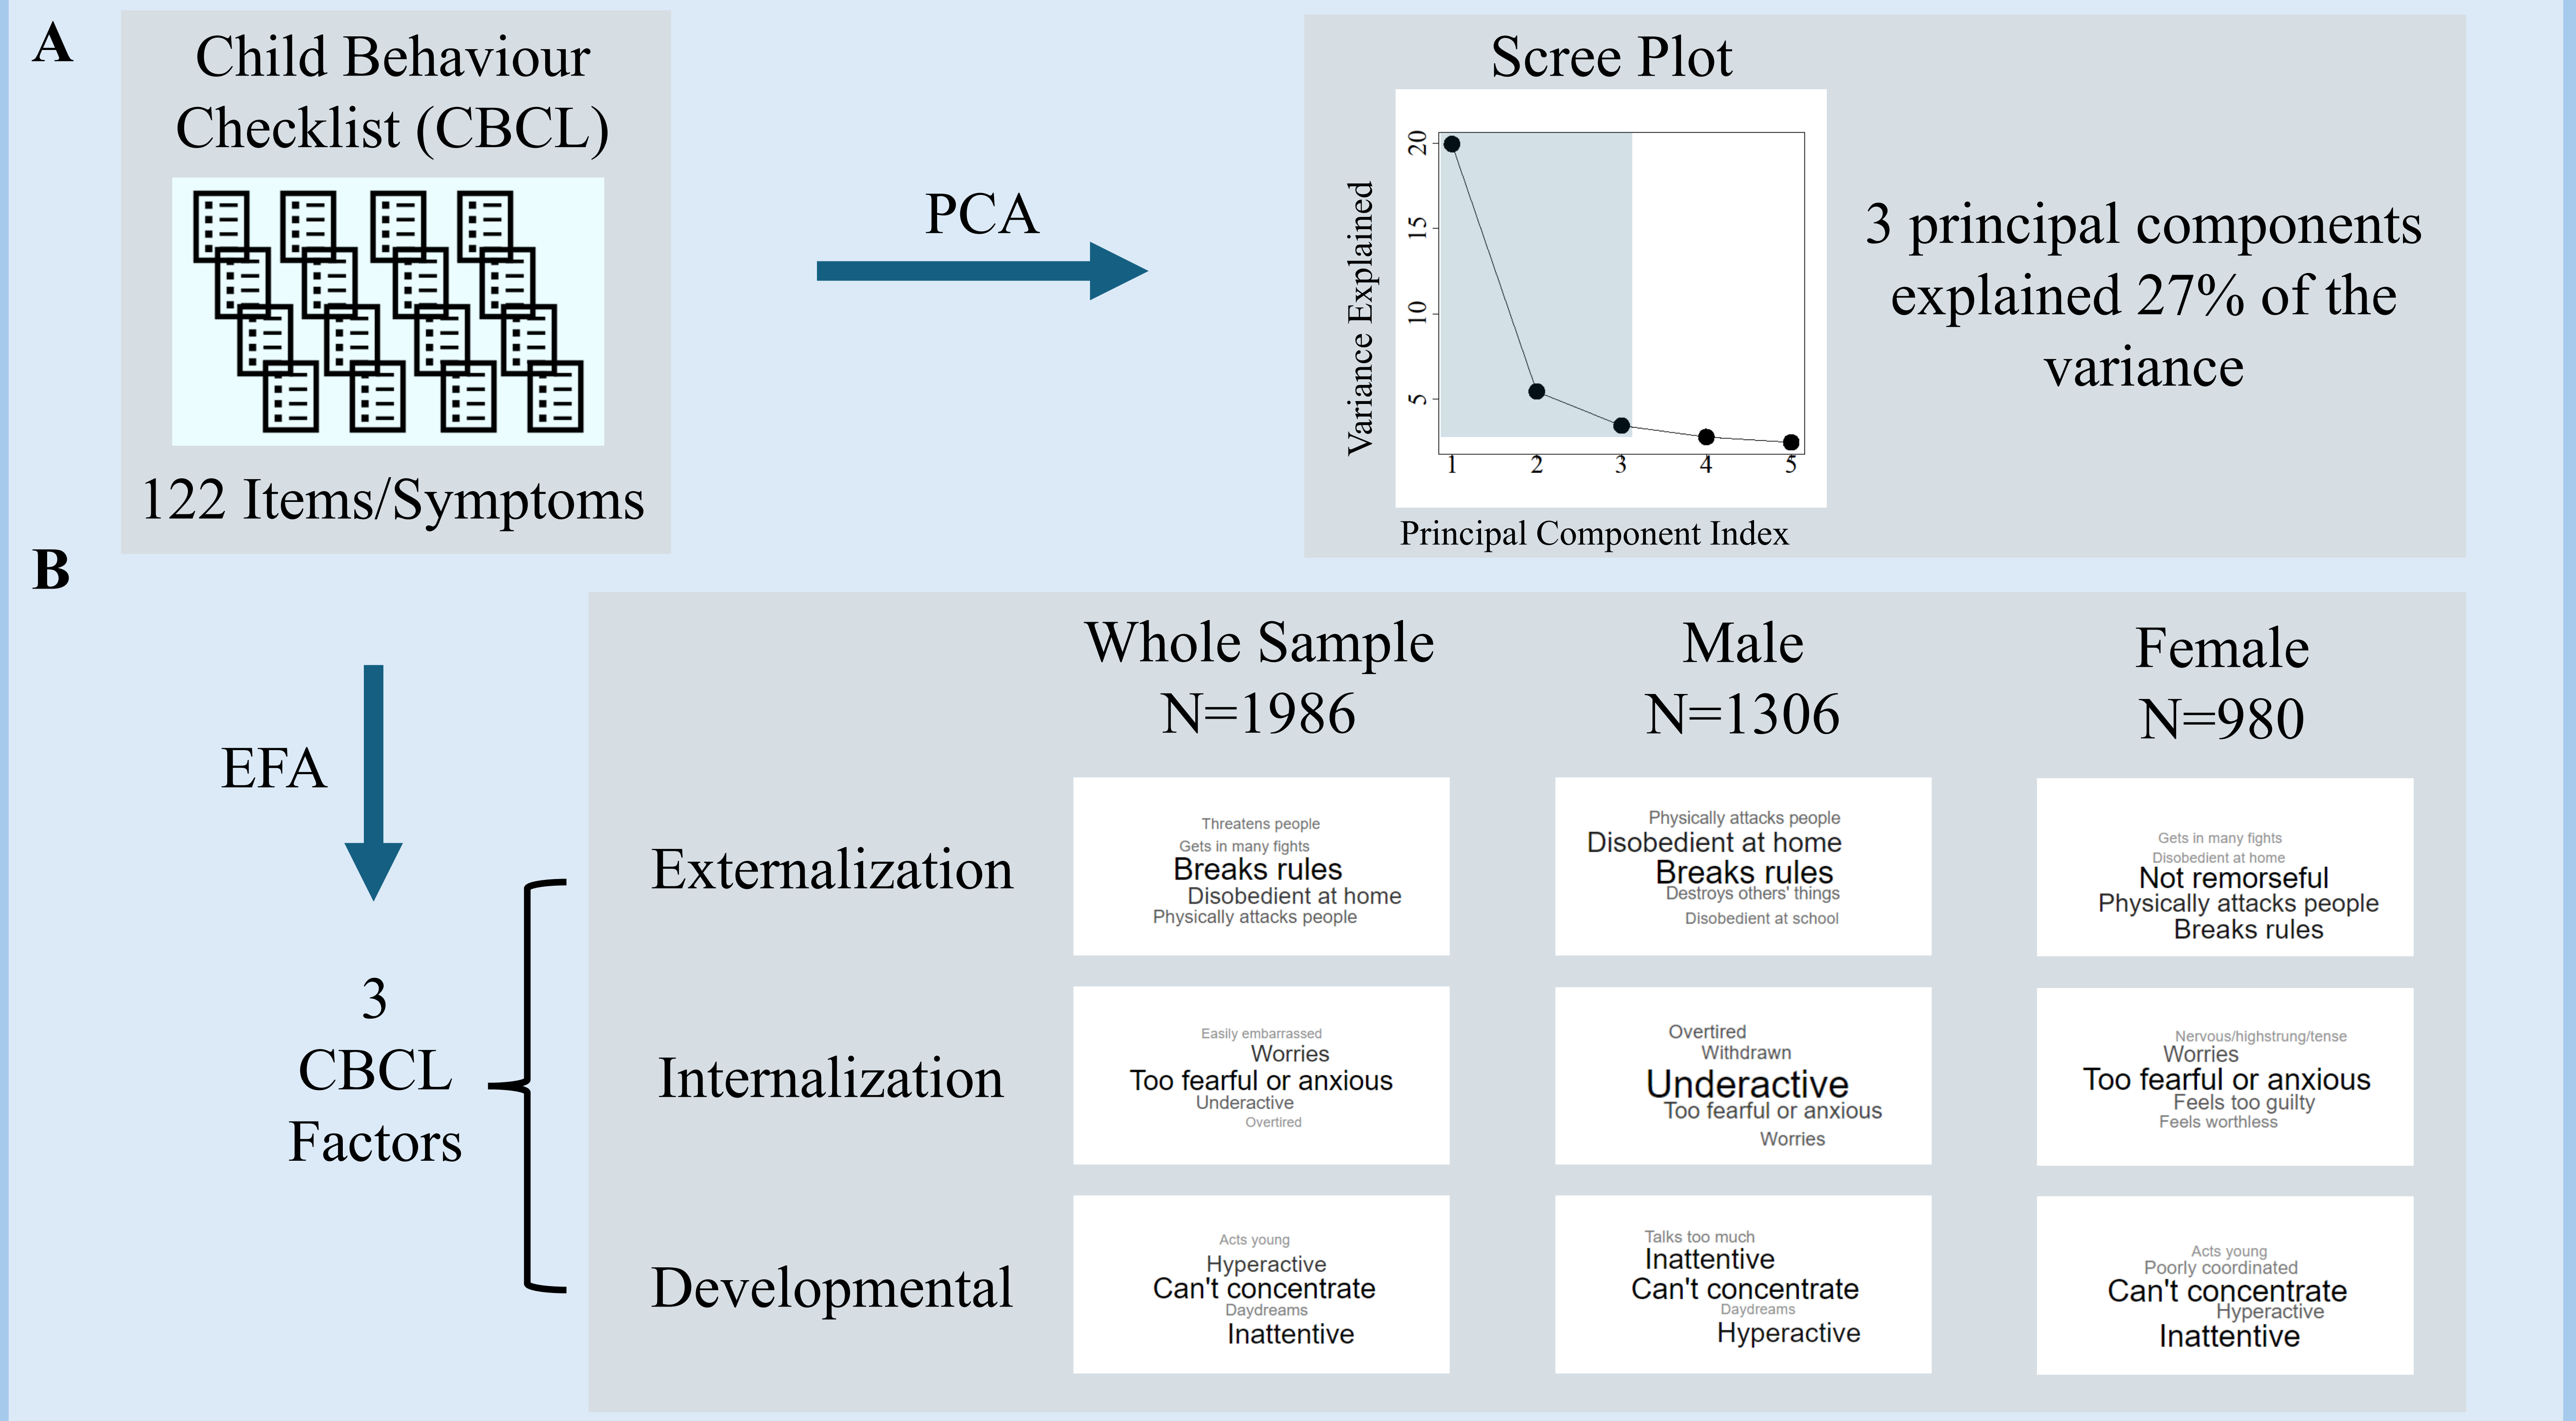 A
Child Behaviour
Checklist (CBCL)
122 Items/Symptoms
PCA
Scree Plot
Variance Explained
20
15
10
5
1 2 3 4 5
Principal Component Index
3 principal components
explained 27% of the
variance
B
EFA
3
CBCL
Factors
Whole Sample
N=1986
Male
N=1306
Female
N=980
Externalization
Threatens people
Gets in many fights
Breaks rules
Disobedient at home
Physically attacks people
Physically attacks people
Disobedient at home
Breaks rules
Destroys others' things
Disobedient at school
Gets in many fights
Disobedient at home
Not remorseful
Physically attacks people
Breaks rules
Internalization
Easily embarrassed
Worries
Too fearful or anxious
Underactive
Overtired
Overtired
Withdrawn
Underactive
Too fearful or anxious
Worries
Nervous/highstrung/tense
Worries
Too fearful or anxious
Feels too guilty
Feels worthless
Developmental
Acts young
Hyperactive
Can't concentrate
Daydreams
Inattentive
Talks too much
Inattentive
Can't concentrate
Daydreams
Hyperactive
Acts young
Poorly coordinated
Can't concentrate
Hyperactive
Inattentive